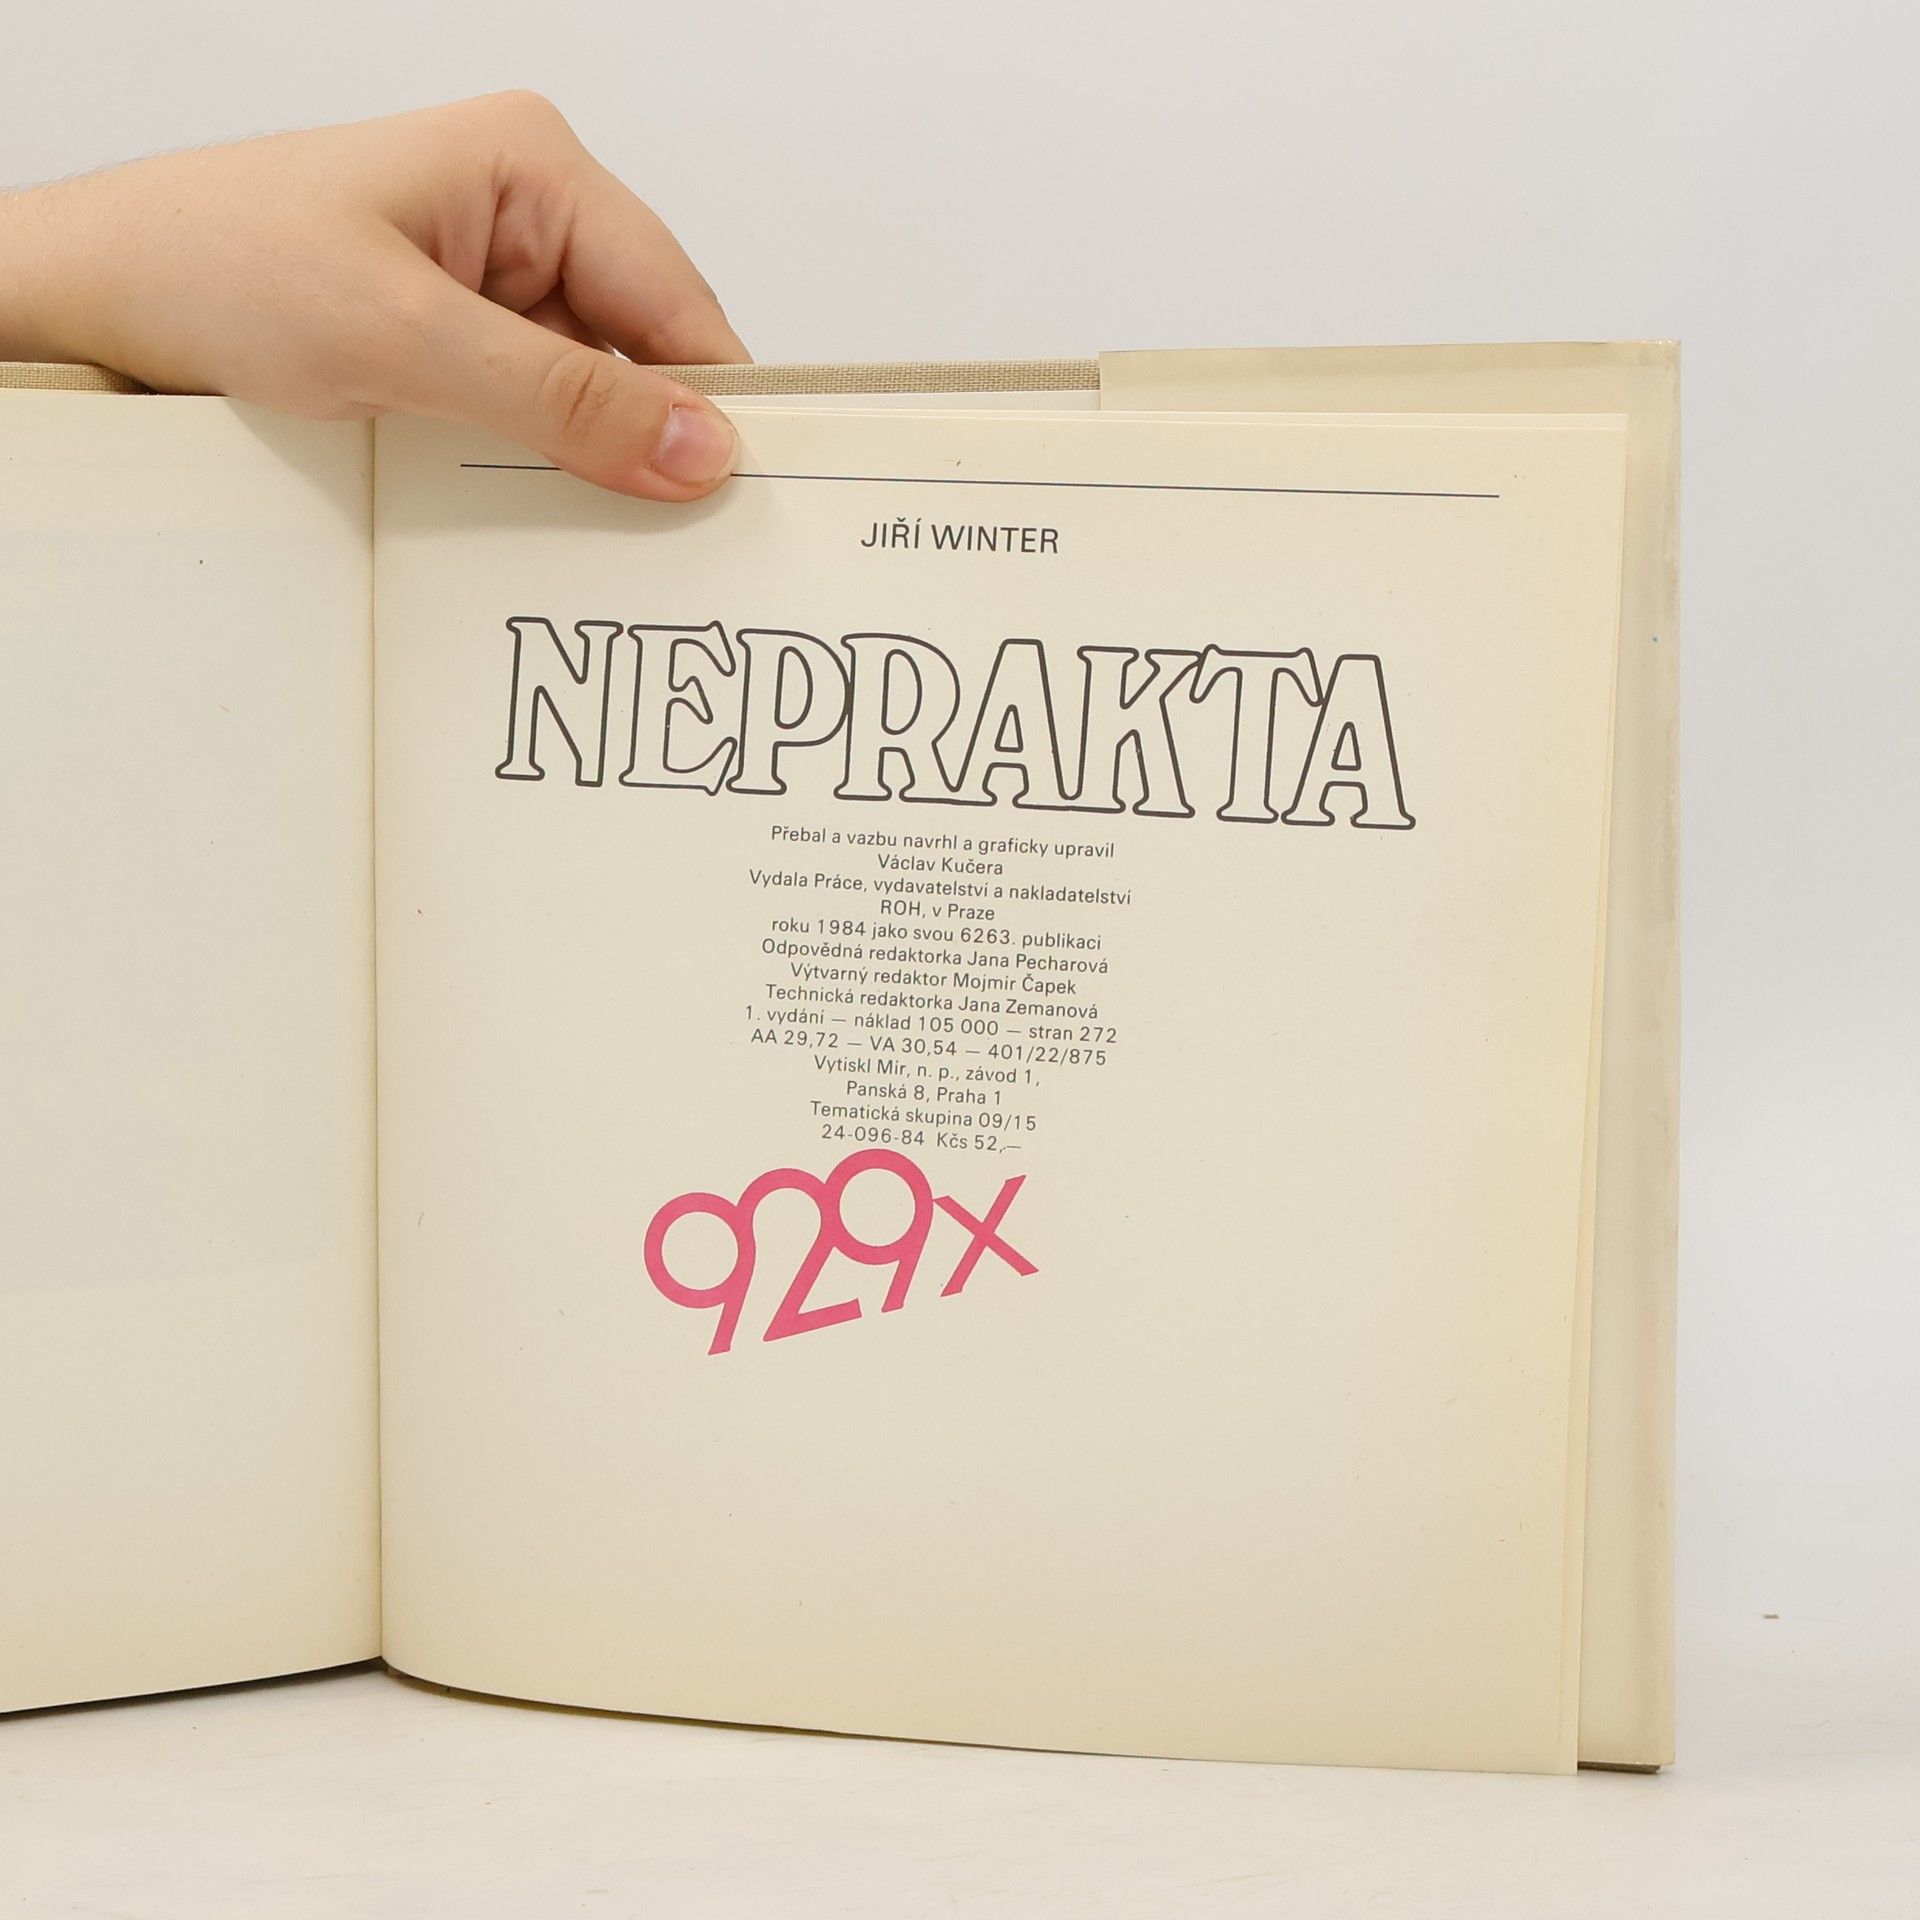 JIŘÍ WINTER
NEPRAKTA
Přebal a vazbu navrhl a graficky upravil
Václav Kučera
Vydala Práce, vydavatelství a nakladatelství
ROH, v Praze
roku 1984 jako svou 6263. publikaci
Odpovědná redaktorka Jana Pecharová
Výtvarný redaktor Mojmír Čapek
Technická redaktorka Jana Zemanová
1. vydání — náklad 105 000 — stran 272
AA 29,72 — VA 30,54 — 401/22/875
Vytiskl Mír, n. p., závod 1,
Panská 8, Praha 1
Tematická skupina 09/15
24-096-84 Kčs 52,—
929x